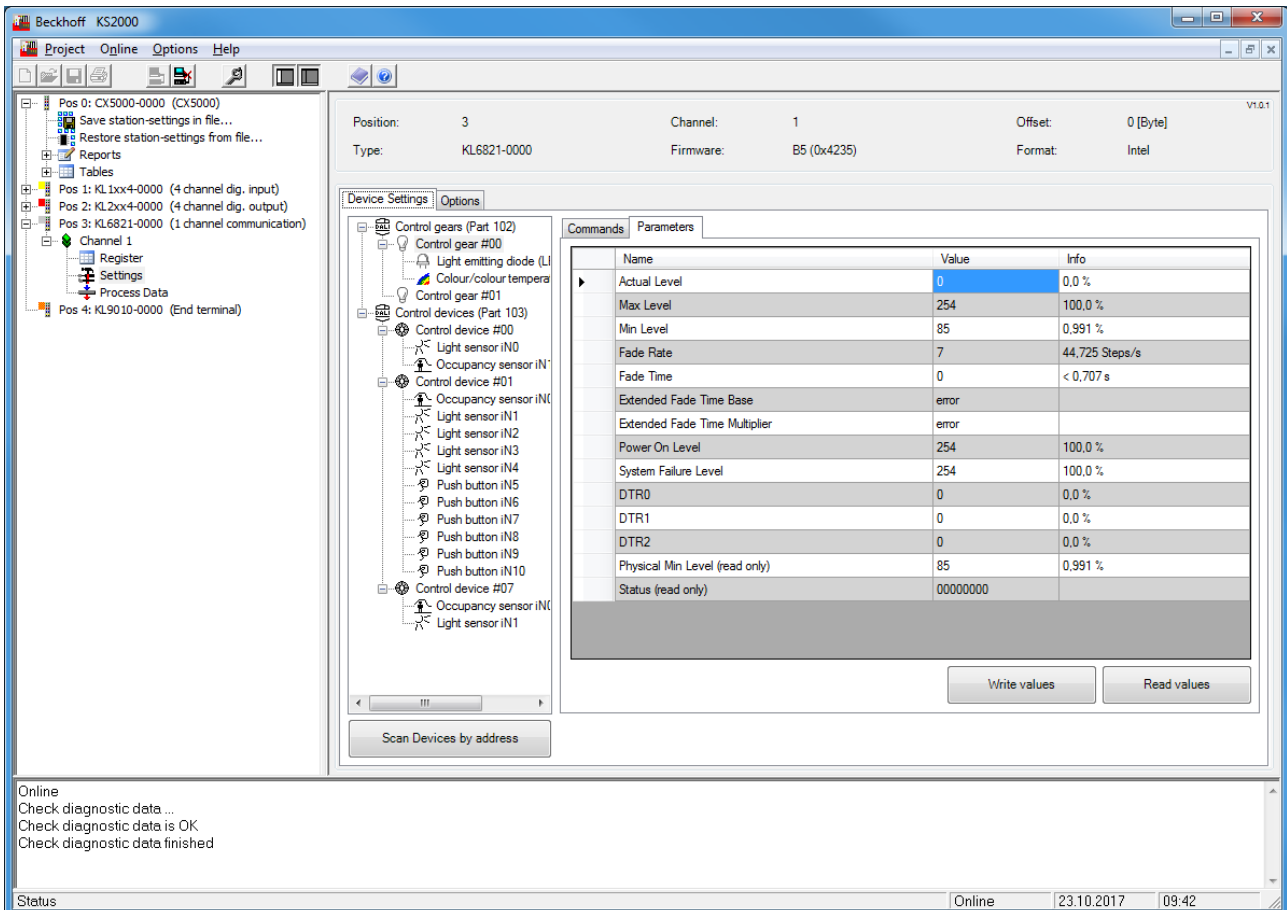 Beckhoff KS2000
Project Online Options Help
Pos 0: CX5000-0000 (CX5000)
Save station-settings in file...
Restore station-settings from file...
Reports
Tables
Pos 1: KL1xx4-0000 (4 channel dig. input)
Pos 2: KL2xx4-0000 (4 channel dig. output)
Pos 3: KL6821-0000 (1 channel communication)
Channel 1
Register
Settings
Process Data
Pos 4: KL9010-0000 (End terminal)
V1.0.1
Position: 3 Channel: 1 Offset: 0 [Byte]
Type: KL6821-0000 Firmware: B5 (0x4235) Format: Intel
Device Settings Options
Control gears (Part 102)
Control gear #00
Light emitting diode (LI
Colour/colour tempera
Control gear #01
Control devices (Part 103)
Control device #00
Light sensor iN0
Occupancy sensor iN
Control device #01
Occupancy sensor iN(
Light sensor iN1
Light sensor iN2
Light sensor iN3
Light sensor iN4
Push button iN5
Push button iN6
Push button iN7
Push button iN8
Push button iN9
Push button iN10
Control device #07
Occupancy sensor iN(
Light sensor iN1
Scan Devices by address
Commands Parameters
Name Value Info
Actual Level 0 0,0 %
Max Level 254 100,0 %
Min Level 85 0,991 %
Fade Rate 7 44,725 Steps/s
Fade Time 0 < 0,707 s
Extended Fade Time Base error
Extended Fade Time Multiplier error
Power On Level 254 100,0 %
System Failure Level 254 100,0 %
DTR0 0 0,0 %
DTR1 0 0,0 %
DTR2 0 0,0 %
Physical Min Level (read only) 85 0,991 %
Status (read only) 00000000
Write values Read values
Online
Check diagnostic data ...
Check diagnostic data is OK
Check diagnostic data finished
Status Online 23.10.2017 09:42